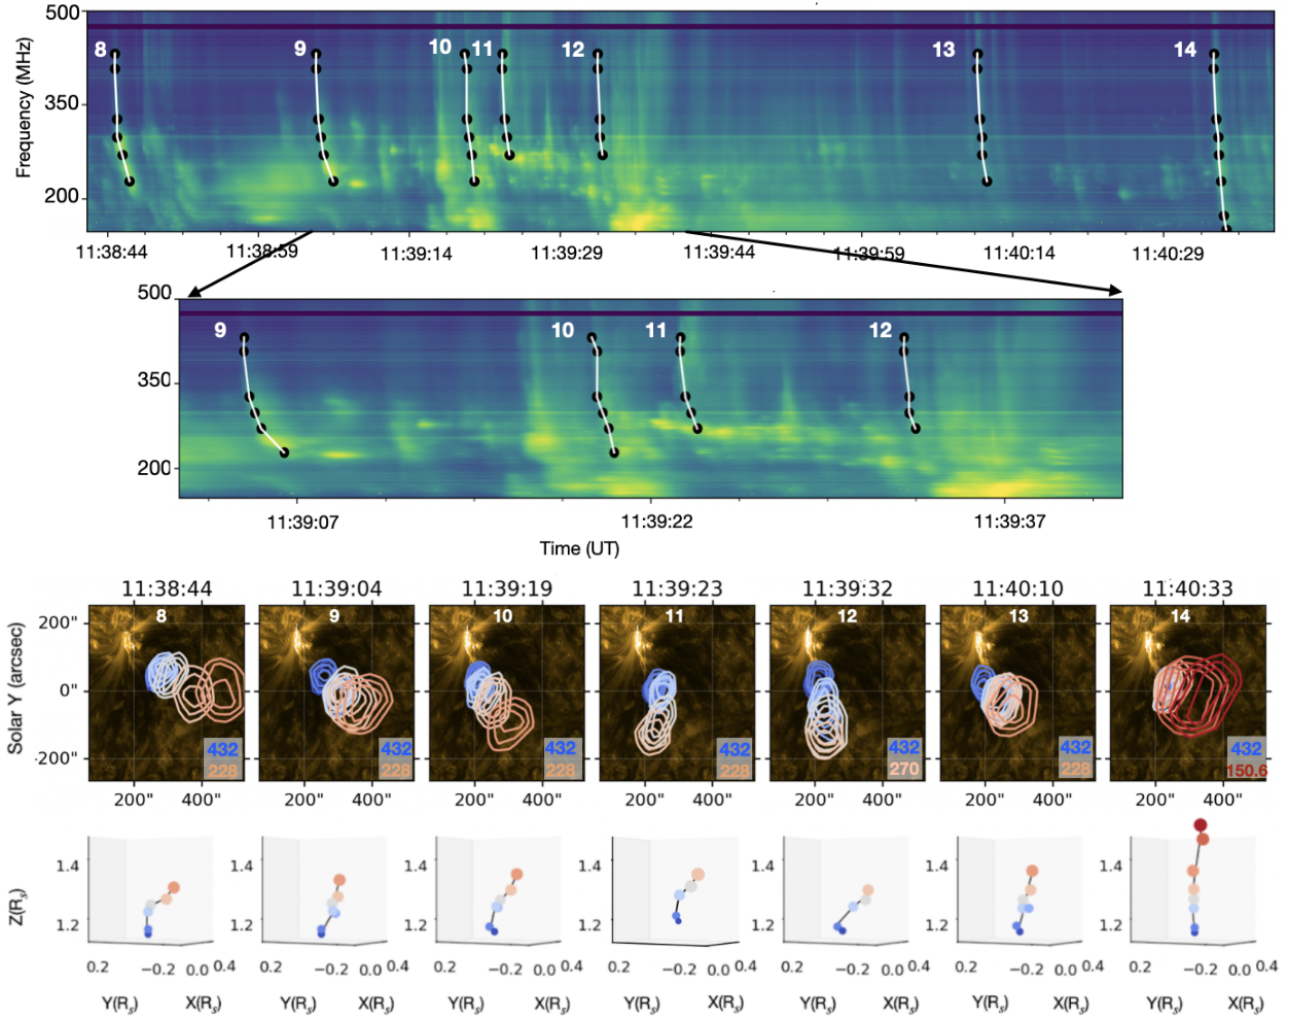 500
8 9 10 11 12 13 14
350
200
Frequency (MHz)
11:38:44 11:38:59 11:39:14 11:39:29 11:39:44 11:39:59 11:40:14 11:40:29
500
9 10 11 12
350
200
11:39:07 11:39:22 11:39:37
Time (UT)
11:38:44 11:39:04 11:39:19 11:39:23 11:39:32 11:40:10 11:40:33
8 9 10 11 12 13 14
200"
0"
-200"
Solar Y (arcsec)
432 432 432 432 432 432 432
228 228 228 228 270 228 150.6
200" 400" 200" 400" 200" 400" 200" 400" 200" 400" 200" 400" 200" 400"
1.4 1.4 1.4 1.4 1.4 1.4 1.4
1.2 1.2 1.2 1.2 1.2 1.2 1.2
Z(Rs)
0.2 −0.2 0.0 0.4 0.2 −0.2 0.0 0.4 0.2 −0.2 0.0 0.4 0.2 −0.2 0.0 0.4 0.2 −0.2 0.0 0.4 0.2 −0.2 0.0 0.4 0.2 −0.2 0.0 0.4
Y(Rs) X(Rs) Y(Rs) X(Rs) Y(Rs) X(Rs) Y(Rs) X(Rs) Y(Rs) X(Rs) Y(Rs) X(Rs) Y(Rs) X(Rs)